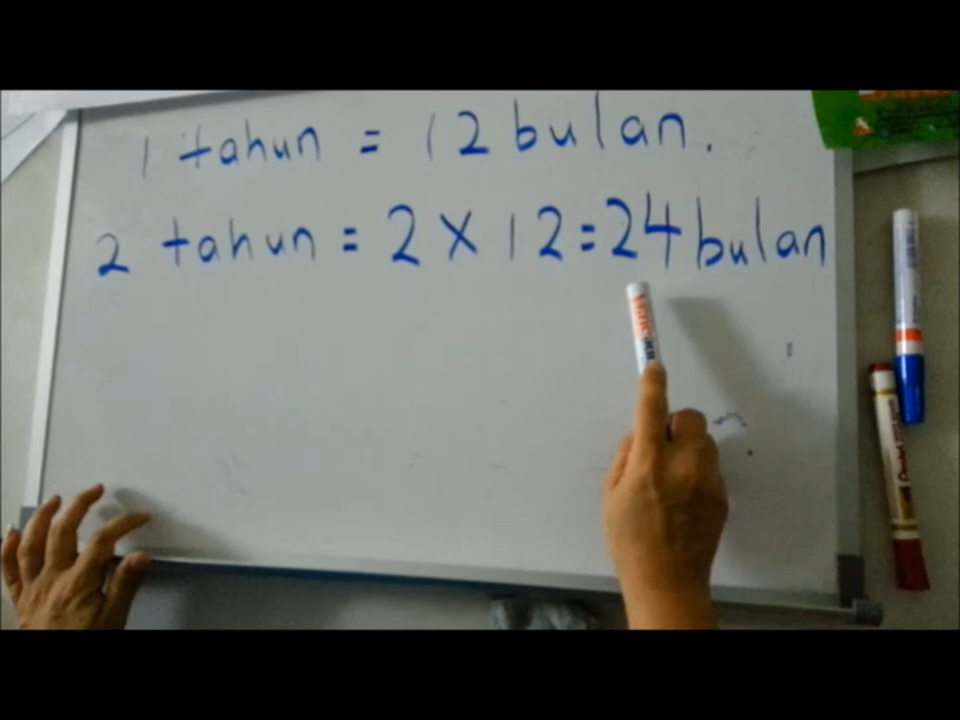 1 tahun = 12 bulan.
2 tahun = 2 X 12 = 24 bulan